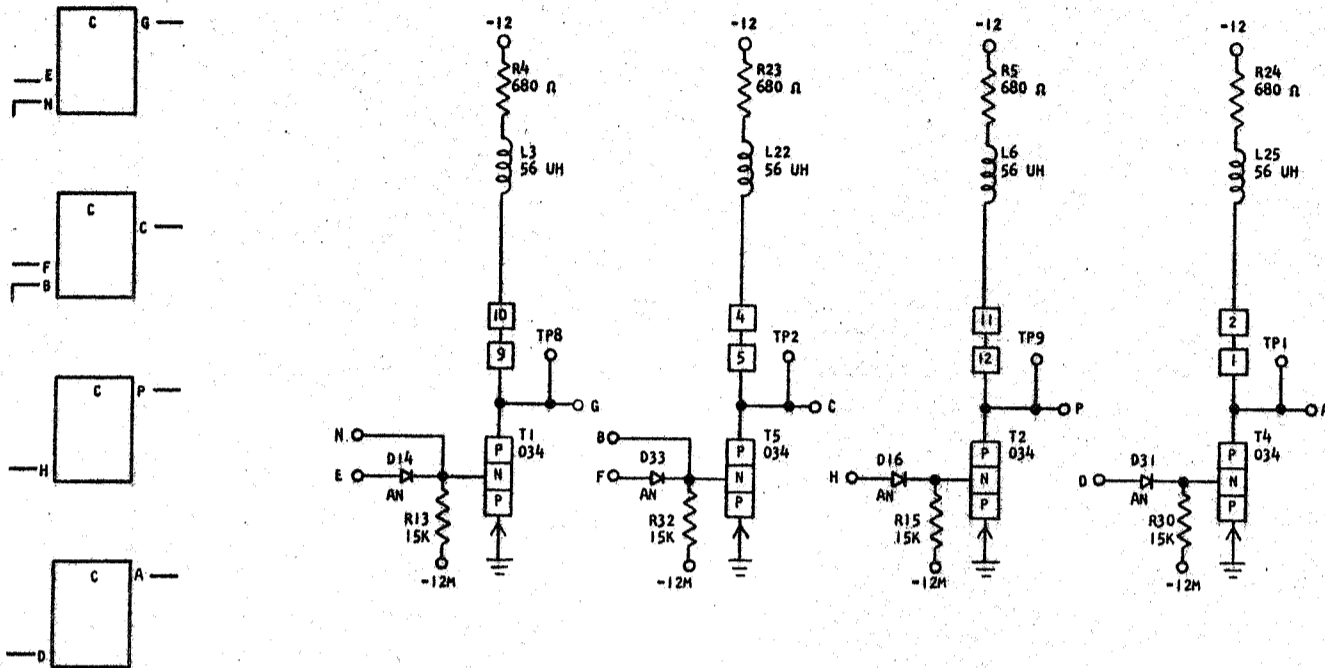 C
G
E
N
C
C
F
B
C
P
H
C
A
D
-12
R4
680 Ω
L3
56 UH
10
9
TP8
G
N
E
D14
AN
R13
15K
-12M
T1
034
P
N
P
-12
R23
680 Ω
L22
56 UH
4
5
TP2
C
B
F
D33
AN
R32
15K
-12M
T5
034
P
N
P
-12
R5
680 Ω
L6
56 UH
11
12
TP9
P
H
D16
AN
R15
15K
-12M
T2
034
P
N
P
-12
R24
680 Ω
L25
56 UH
2
1
TP1
A
D
D31
AN
R30
15K
-12M
T4
034
P
N
P